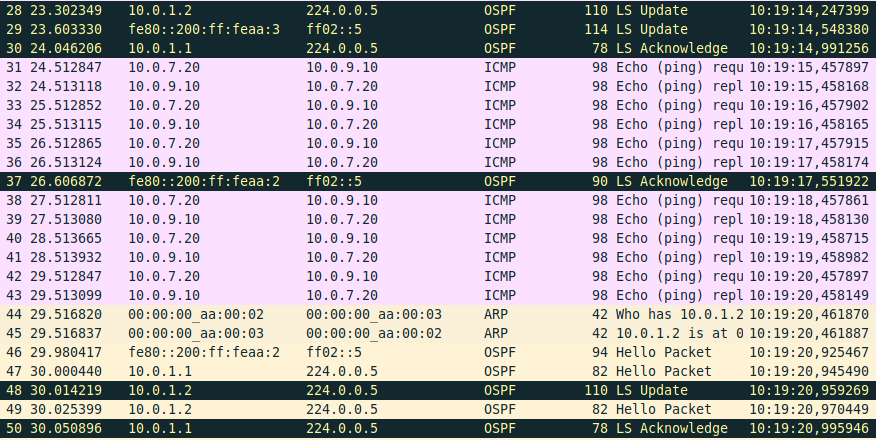 28 23.302349 10.0.1.2 224.0.0.5 OSPF 110 LS Update 10:19:14,247399
29 23.603330 fe80::200:ff:feaa:3 ff02::5 OSPF 114 LS Update 10:19:14,548380
30 24.046206 10.0.1.1 224.0.0.5 OSPF 78 LS Acknowledge 10:19:14,991256
31 24.512847 10.0.7.20 10.0.9.10 ICMP 98 Echo (ping) requ 10:19:15,457897
32 24.513118 10.0.9.10 10.0.7.20 ICMP 98 Echo (ping) repl 10:19:15,458168
33 25.512852 10.0.7.20 10.0.9.10 ICMP 98 Echo (ping) requ 10:19:16,457902
34 25.513115 10.0.9.10 10.0.7.20 ICMP 98 Echo (ping) repl 10:19:16,458165
35 26.512865 10.0.7.20 10.0.9.10 ICMP 98 Echo (ping) requ 10:19:17,457915
36 26.513124 10.0.9.10 10.0.7.20 ICMP 98 Echo (ping) repl 10:19:17,458174
37 26.606872 fe80::200:ff:feaa:2 ff02::5 OSPF 90 LS Acknowledge 10:19:17,551922
38 27.512811 10.0.7.20 10.0.9.10 ICMP 98 Echo (ping) requ 10:19:18,457861
39 27.513080 10.0.9.10 10.0.7.20 ICMP 98 Echo (ping) repl 10:19:18,458130
40 28.513665 10.0.7.20 10.0.9.10 ICMP 98 Echo (ping) requ 10:19:19,458715
41 28.513932 10.0.9.10 10.0.7.20 ICMP 98 Echo (ping) repl 10:19:19,458982
42 29.512847 10.0.7.20 10.0.9.10 ICMP 98 Echo (ping) requ 10:19:20,457897
43 29.513099 10.0.9.10 10.0.7.20 ICMP 98 Echo (ping) repl 10:19:20,458149
44 29.516820 00:00:00_aa:00:02 00:00:00_aa:00:03 ARP 42 Who has 10.0.1.2 10:19:20,461870
45 29.516837 00:00:00_aa:00:03 00:00:00_aa:00:02 ARP 42 10.0.1.2 is at 0 10:19:20,461887
46 29.980417 fe80::200:ff:feaa:2 ff02::5 OSPF 94 Hello Packet 10:19:20,925467
47 30.000440 10.0.1.1 224.0.0.5 OSPF 82 Hello Packet 10:19:20,945490
48 30.014219 10.0.1.2 224.0.0.5 OSPF 110 LS Update 10:19:20,959269
49 30.025399 10.0.1.2 224.0.0.5 OSPF 82 Hello Packet 10:19:20,970449
50 30.050896 10.0.1.1 224.0.0.5 OSPF 78 LS Acknowledge 10:19:20,995946